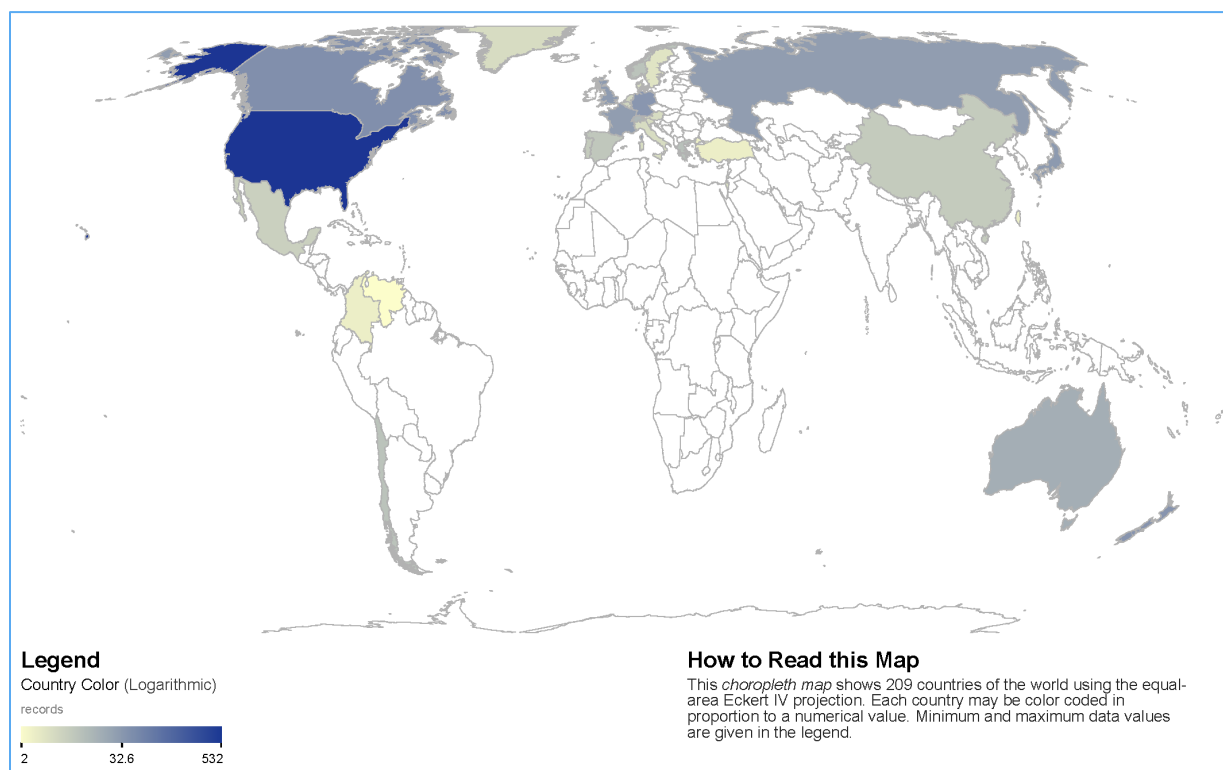 Legend
Country Color (Logarithmic)
records
2 32.6 532
How to Read this Map
This choropleth map shows 209 countries of the world using the equal-
area Eckert IV projection. Each country may be color coded in
proportion to a numerical value. Minimum and maximum data values
are given in the legend.